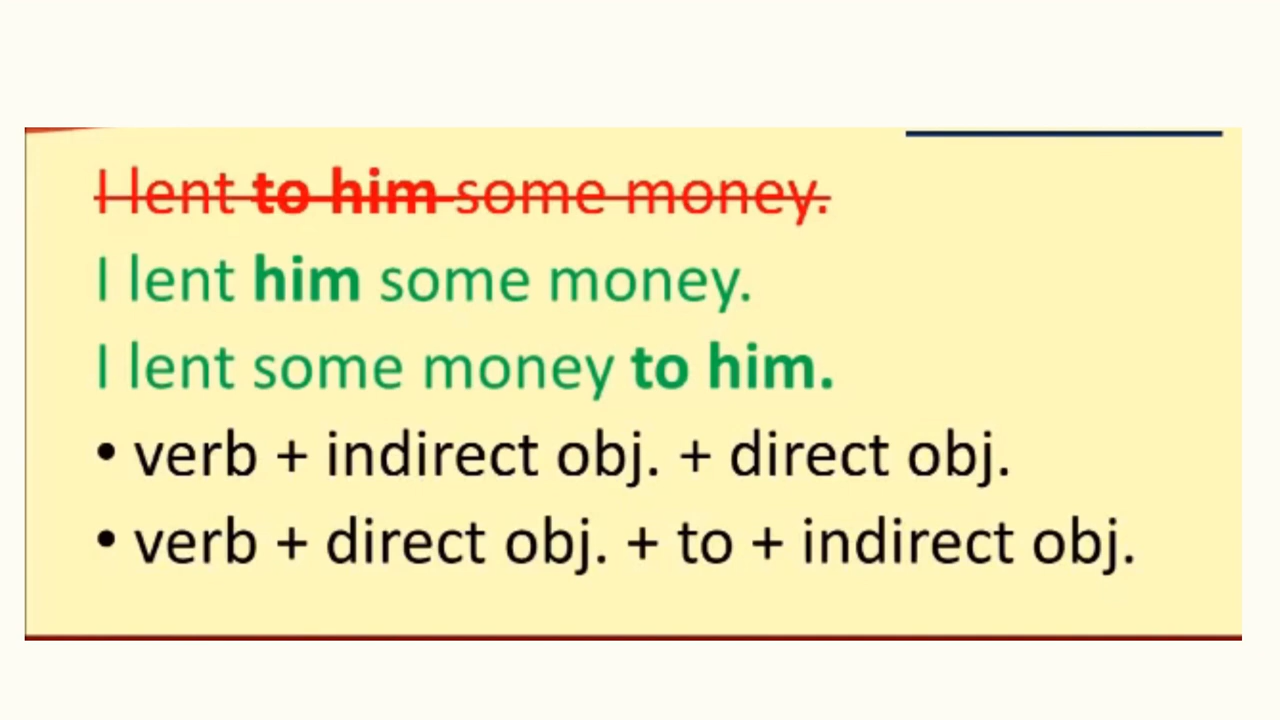 I lent to him some money.
I lent him some money.
I lent some money to him.
• verb + indirect obj. + direct obj.
• verb + direct obj. + to + indirect obj.